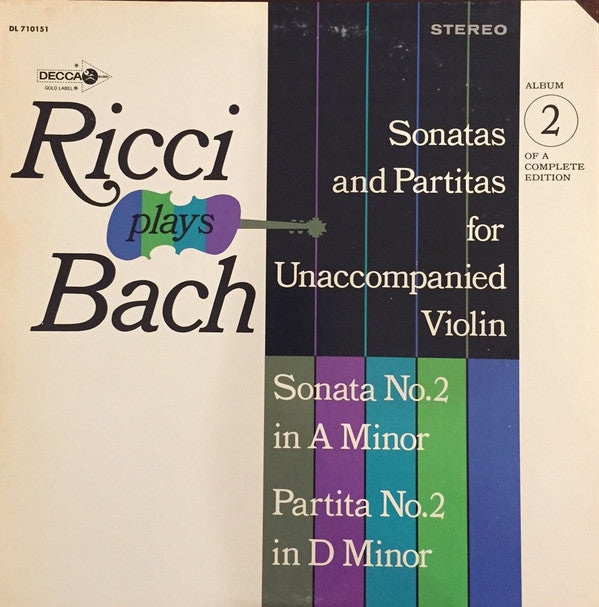 DL 710151
STEREO
DECCA
GOLD LABEL ®
ALBUM
2
OF A
COMPLETE
EDITION
Ricci
plays
Bach
Sonatas
and Partitas
for
Unaccompanied
Violin
Sonata No.2
in A Minor
Partita No.2
in D Minor